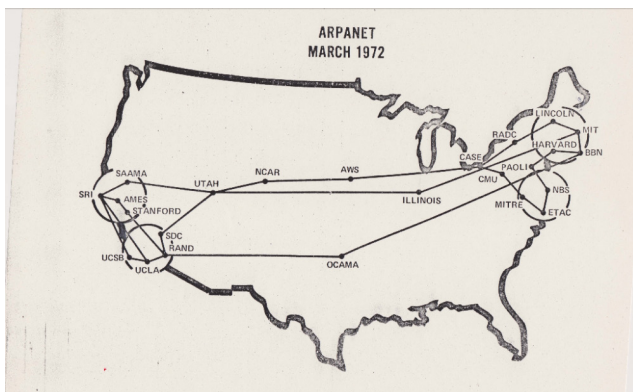 ARPANET
MARCH 1972
LINCOLN
MIT
RADC
HARVARD
BBN
CASE
PAOLI
AWS
NCAR
CMU
SAAMA
UTAH
SRI
NBS
AMES
ILLINOIS
MITRE
STANFORD
ETAC
SDC
RAND
UCSB
UCLA
OCAMA